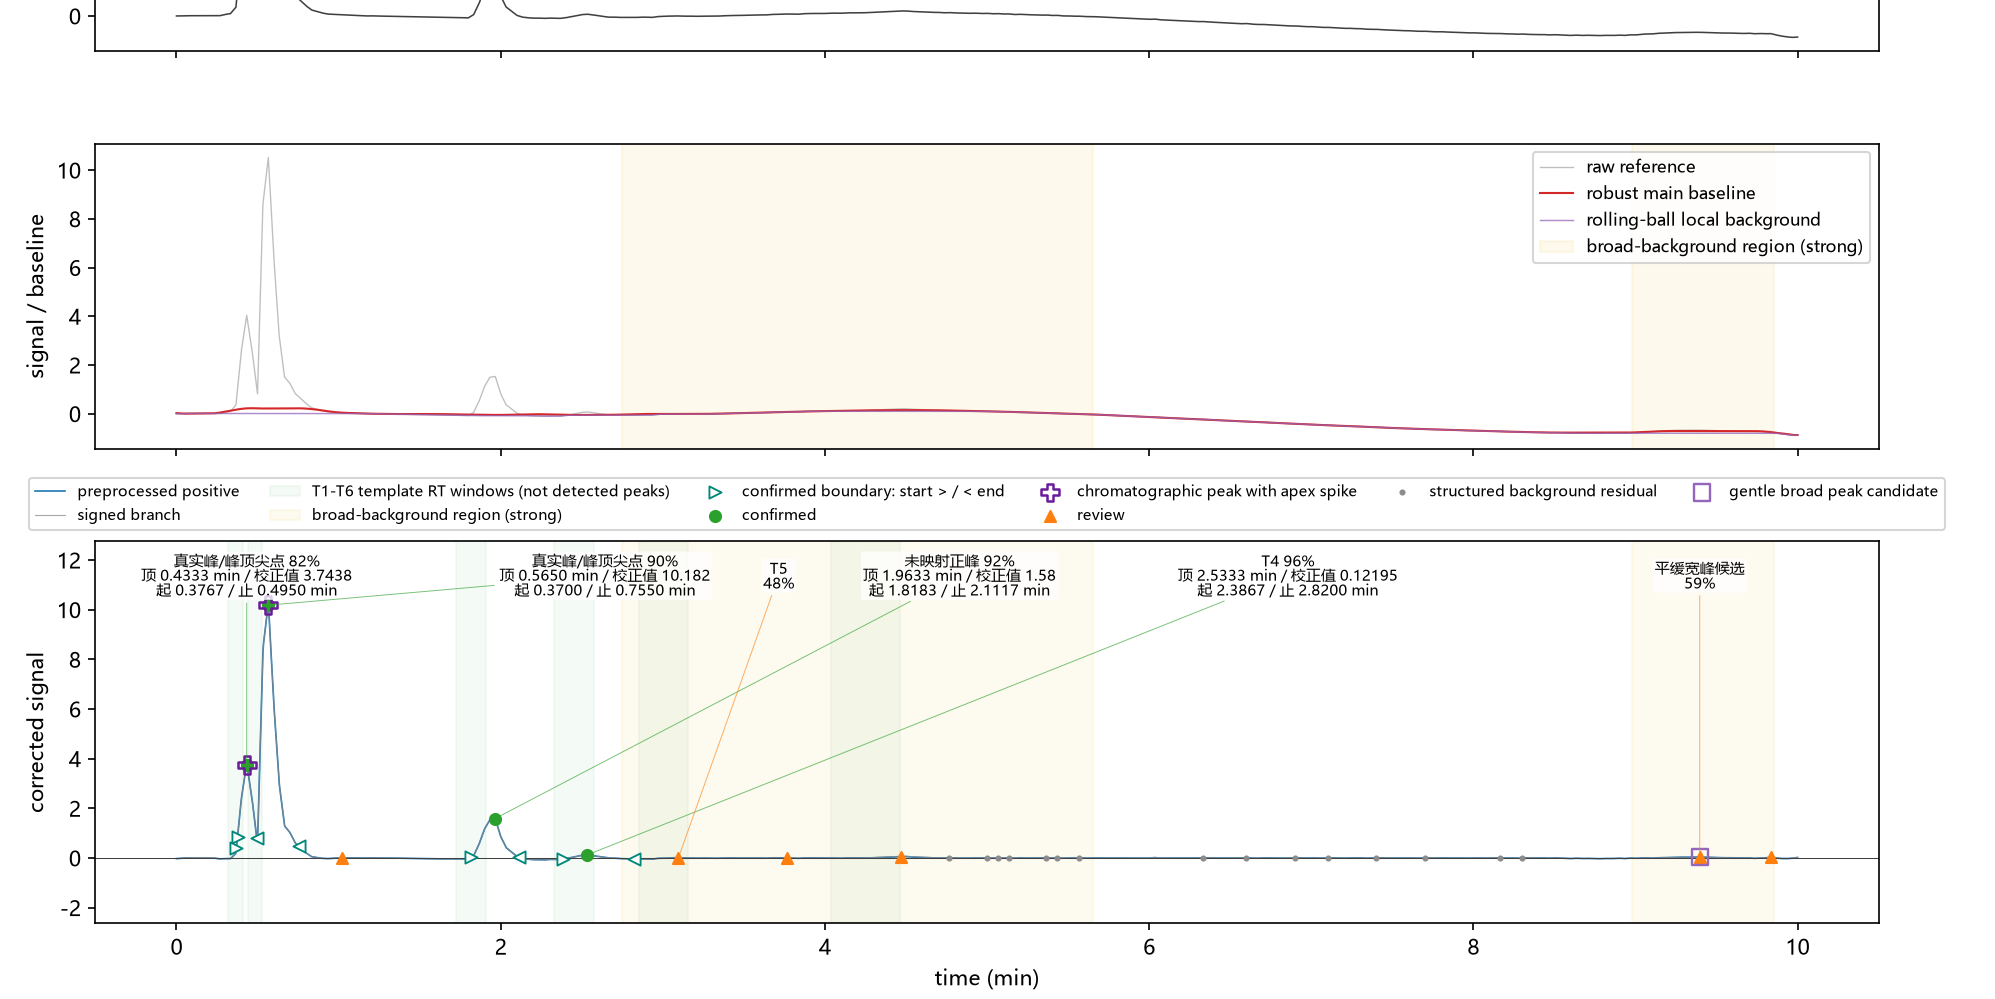 0
signal / baseline
10
8
6
4
2
0
raw reference
robust main baseline
rolling-ball local background
broad-background region (strong)
preprocessed positive
signed branch
T1-T6 template RT windows (not detected peaks)
broad-background region (strong)
confirmed boundary: start > / < end
confirmed
chromatographic peak with apex spike
review
structured background residual
gentle broad peak candidate
corrected signal
12
10
8
6
4
2
0
-2
真实峰/峰顶尖点 82%
顶 0.4333 min / 校正值 3.7438
起 0.3767 / 止 0.4950 min
真实峰/峰顶尖点 90%
顶 0.5650 min / 校正值 10.182
起 0.3700 / 止 0.7550 min
T5
48%
未映射正峰 92%
顶 1.9633 min / 校正值 1.58
起 1.8183 / 止 2.1117 min
T4 96%
顶 2.5333 min / 校正值 0.12195
起 2.3867 / 止 2.8200 min
平缓宽峰候选
59%
0
2
4
6
8
10
time (min)